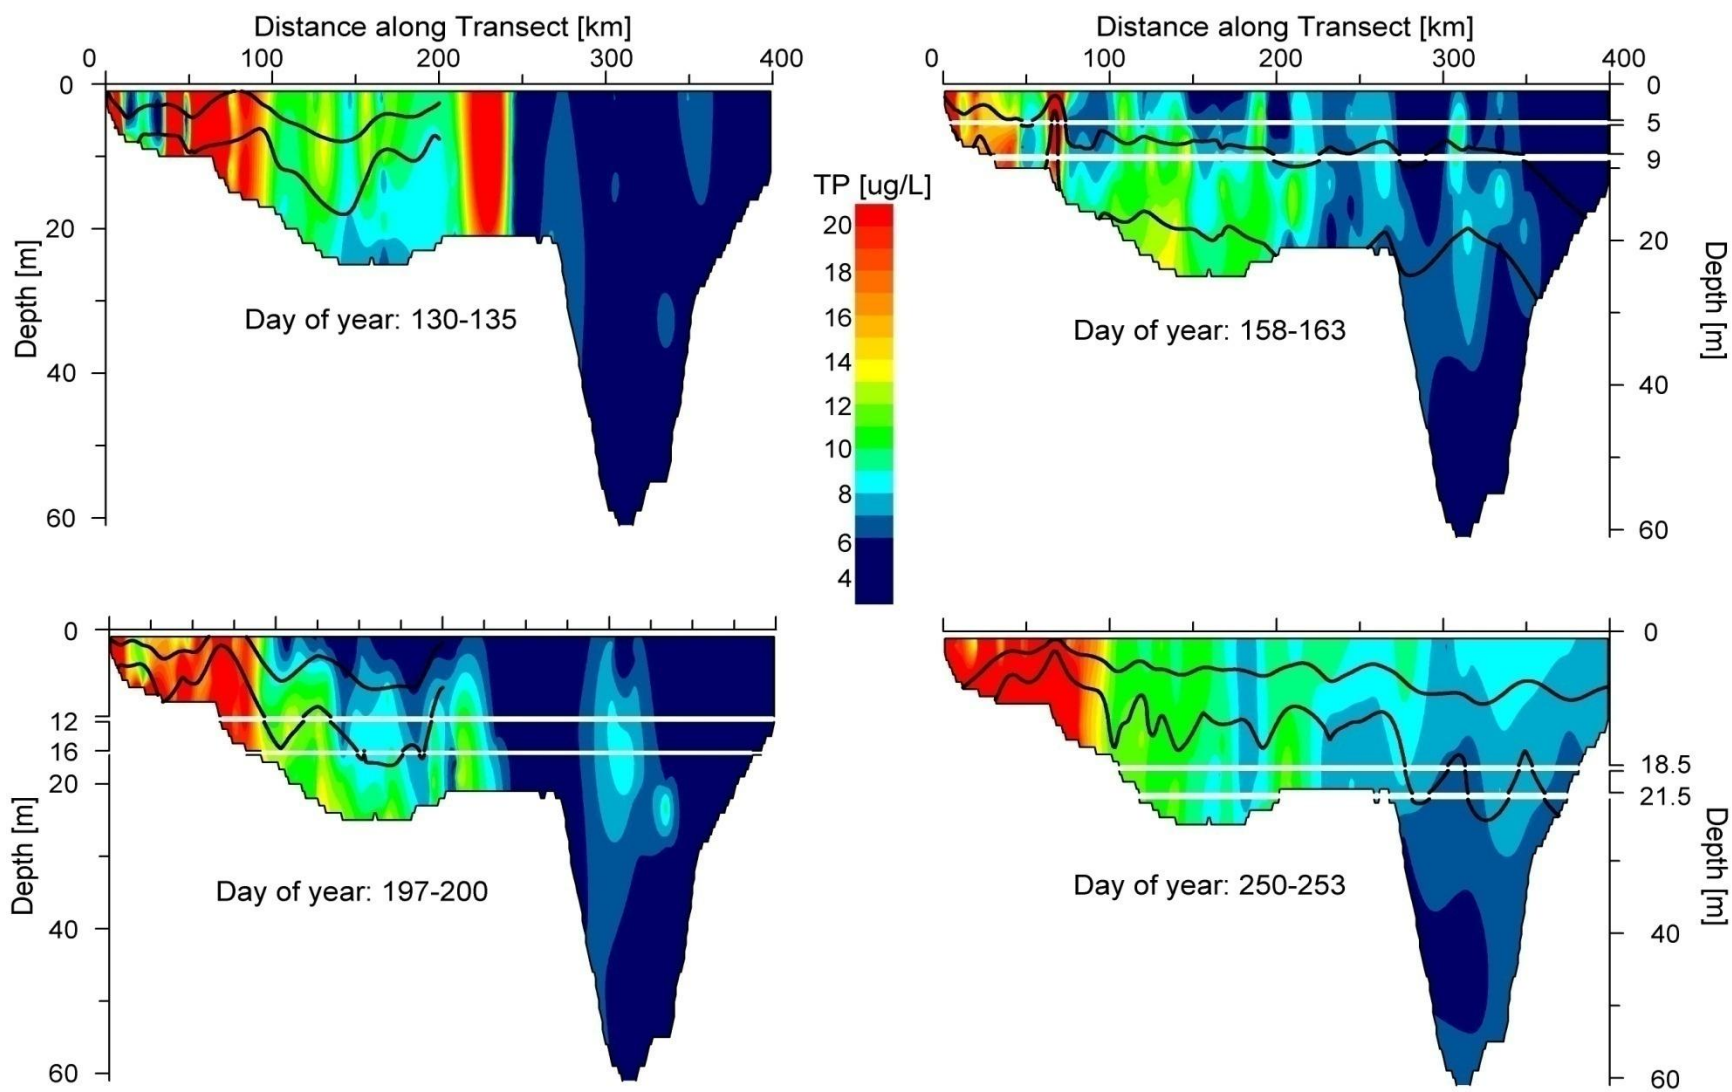 Distance along Transect [km]
0 100 200 300 400
0
20
40
60
Depth [m]
Day of year: 130-135
Distance along Transect [km]
0 100 200 300 400
0
5
9
20
40
60
Depth [m]
Day of year: 158-163
TP [ug/L]
20
18
16
14
12
10
8
6
4
0
12
16
20
40
60
Depth [m]
Day of year: 197-200
0
18.5
21.5
40
60
Depth [m]
Day of year: 250-253